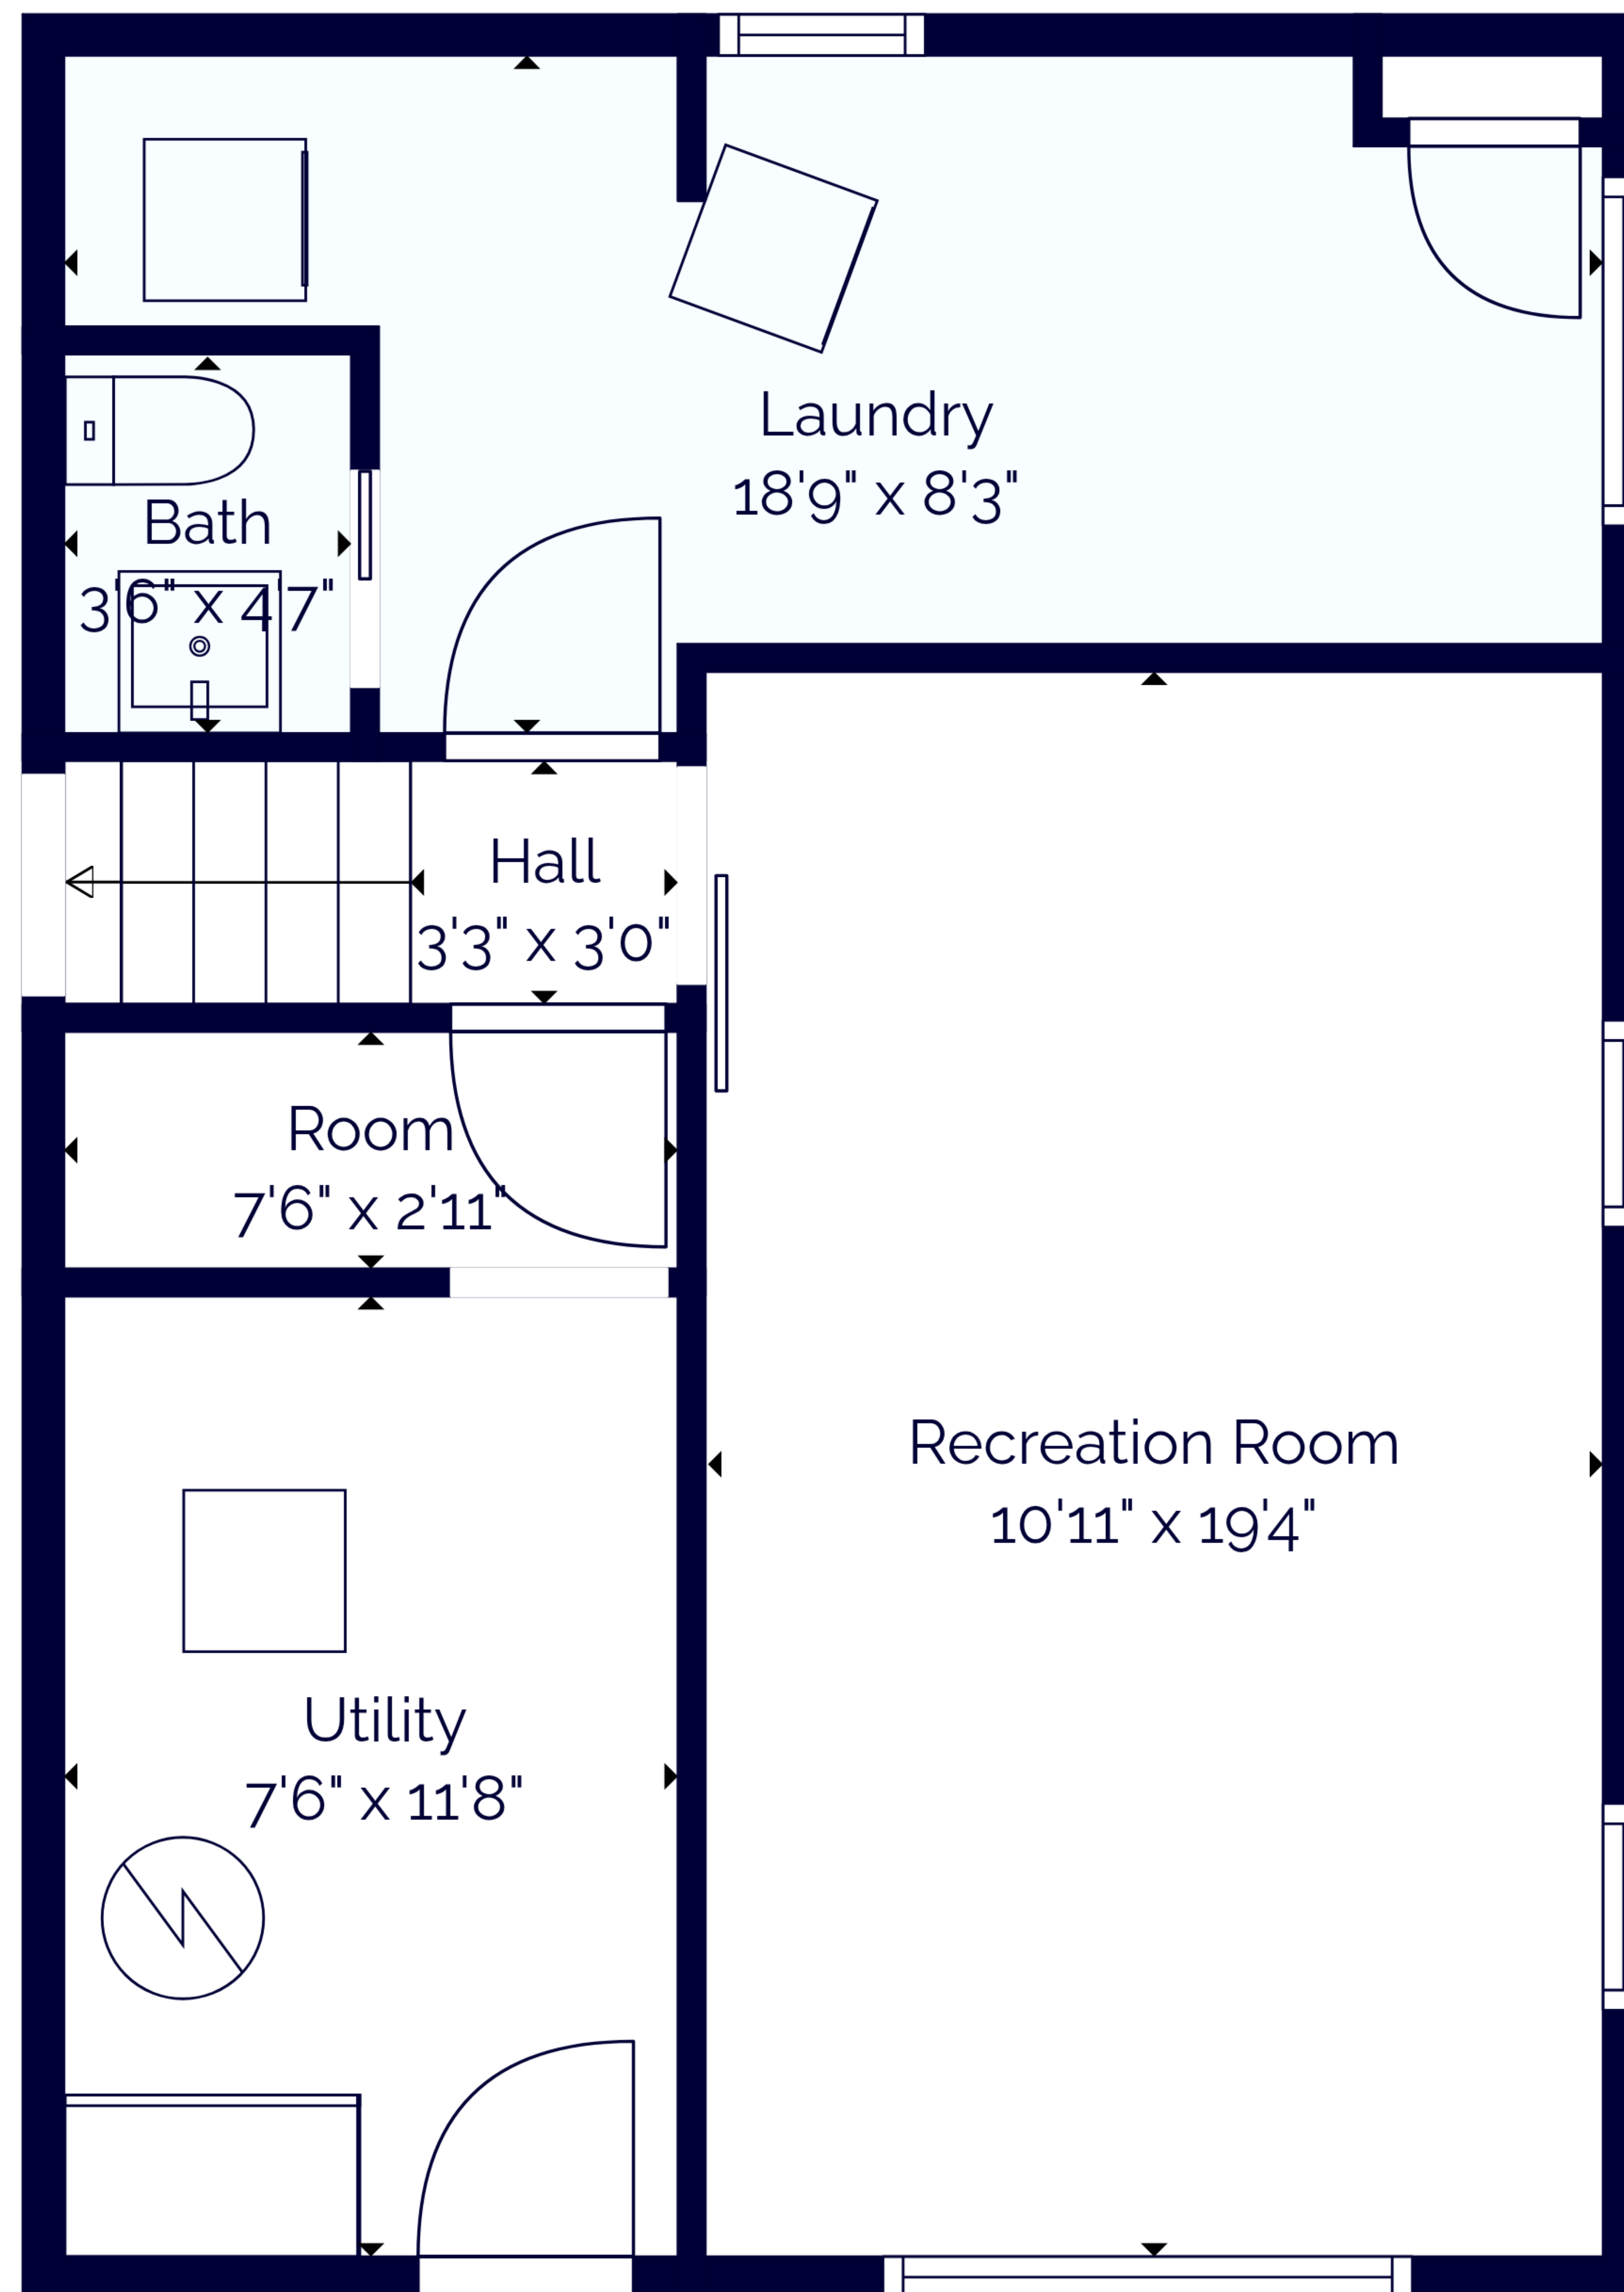 Laundry
18'9" x 8'3"
Bath
3'6" x 4'7"
Hall
3'3" x 3'0"
Room
7'6" x 2'11"
Recreation Room
10'11" x 19'4"
Utility
7'6" x 11'8"